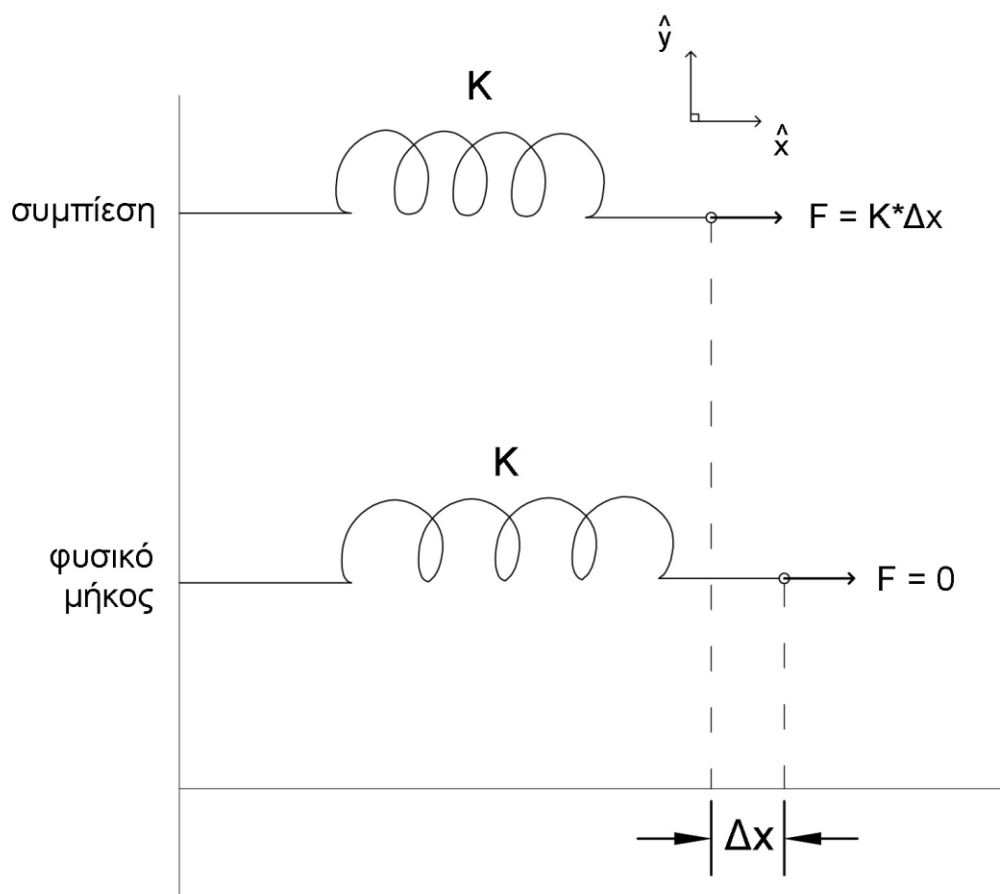 ŷ
K
x̂
συμπίεση
F = K*Δx
K
φυσικό
μήκος
F = 0
Δx